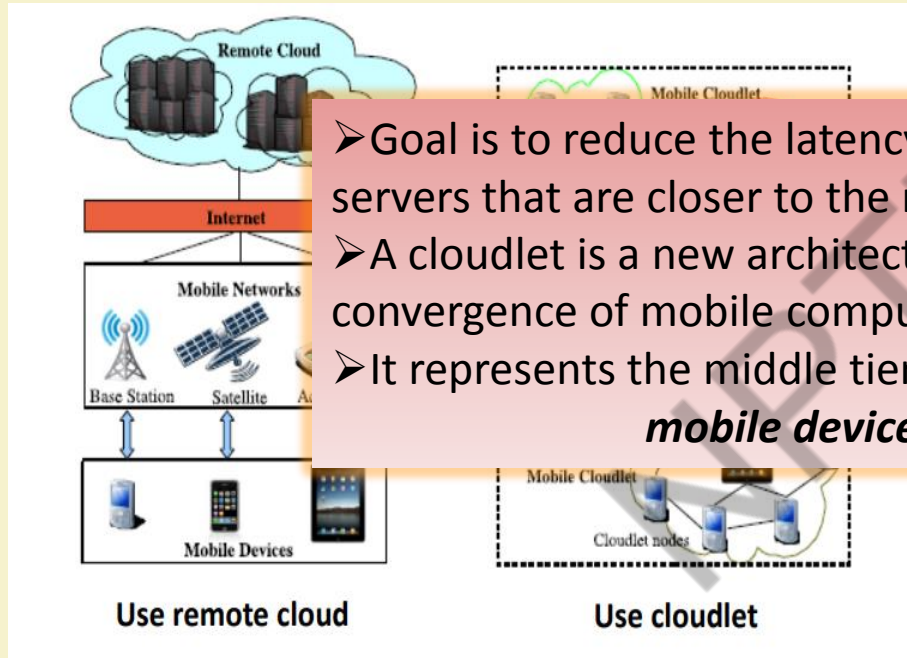 Remote Cloud
Mobile Cloudlet
➢Goal is to reduce the latency
servers that are closer to the
➢A cloudlet is a new
convergence of mobile
➢It represents the middle tier
mobile device
Internet
Mobile Networks
Base Station Satellite
Mobile Devices
Mobile Cloudlet
Cloudlet nodes
Use remote cloud
Use cloudlet
NPT